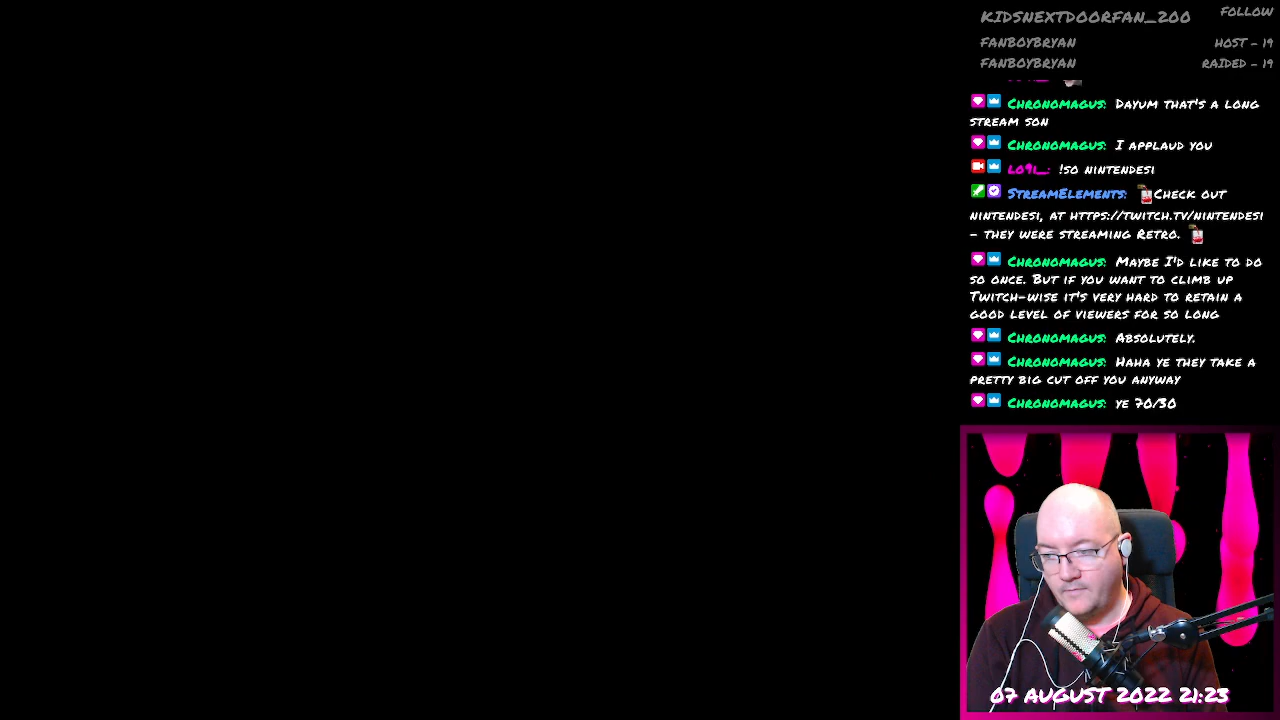 KIDSNEXTDOORFAN_200 FOLLOW
FANBOYBRYAN HOST - 19
FANBOYBRYAN RAIDED - 19
CHRONOMAGUS: DAYUM THAT'S A LONG
STREAM SON
CHRONOMAGUS: I APPLAUD YOU
LO9I_: !SO NINTENDESI
STREAMELEMENTS: CHECK OUT
NINTENDESI, AT HTTPS://TWITCH.TV/NINTENDESI
- THEY WERE STREAMING RETRO.
CHRONOMAGUS: MAYBE I'D LIKE TO DO
SO ONCE. BUT IF YOU WANT TO CLIMB UP
TWITCH-WISE IT'S VERY HARD TO RETAIN A
GOOD LEVEL OF VIEWERS FOR SO LONG
CHRONOMAGUS: ABSOLUTELY.
CHRONOMAGUS: HAHA YE THEY TAKE A
PRETTY BIG CUT OFF YOU ANYWAY
CHRONOMAGUS: YE 70/30
07 AUGUST 2022 21:23